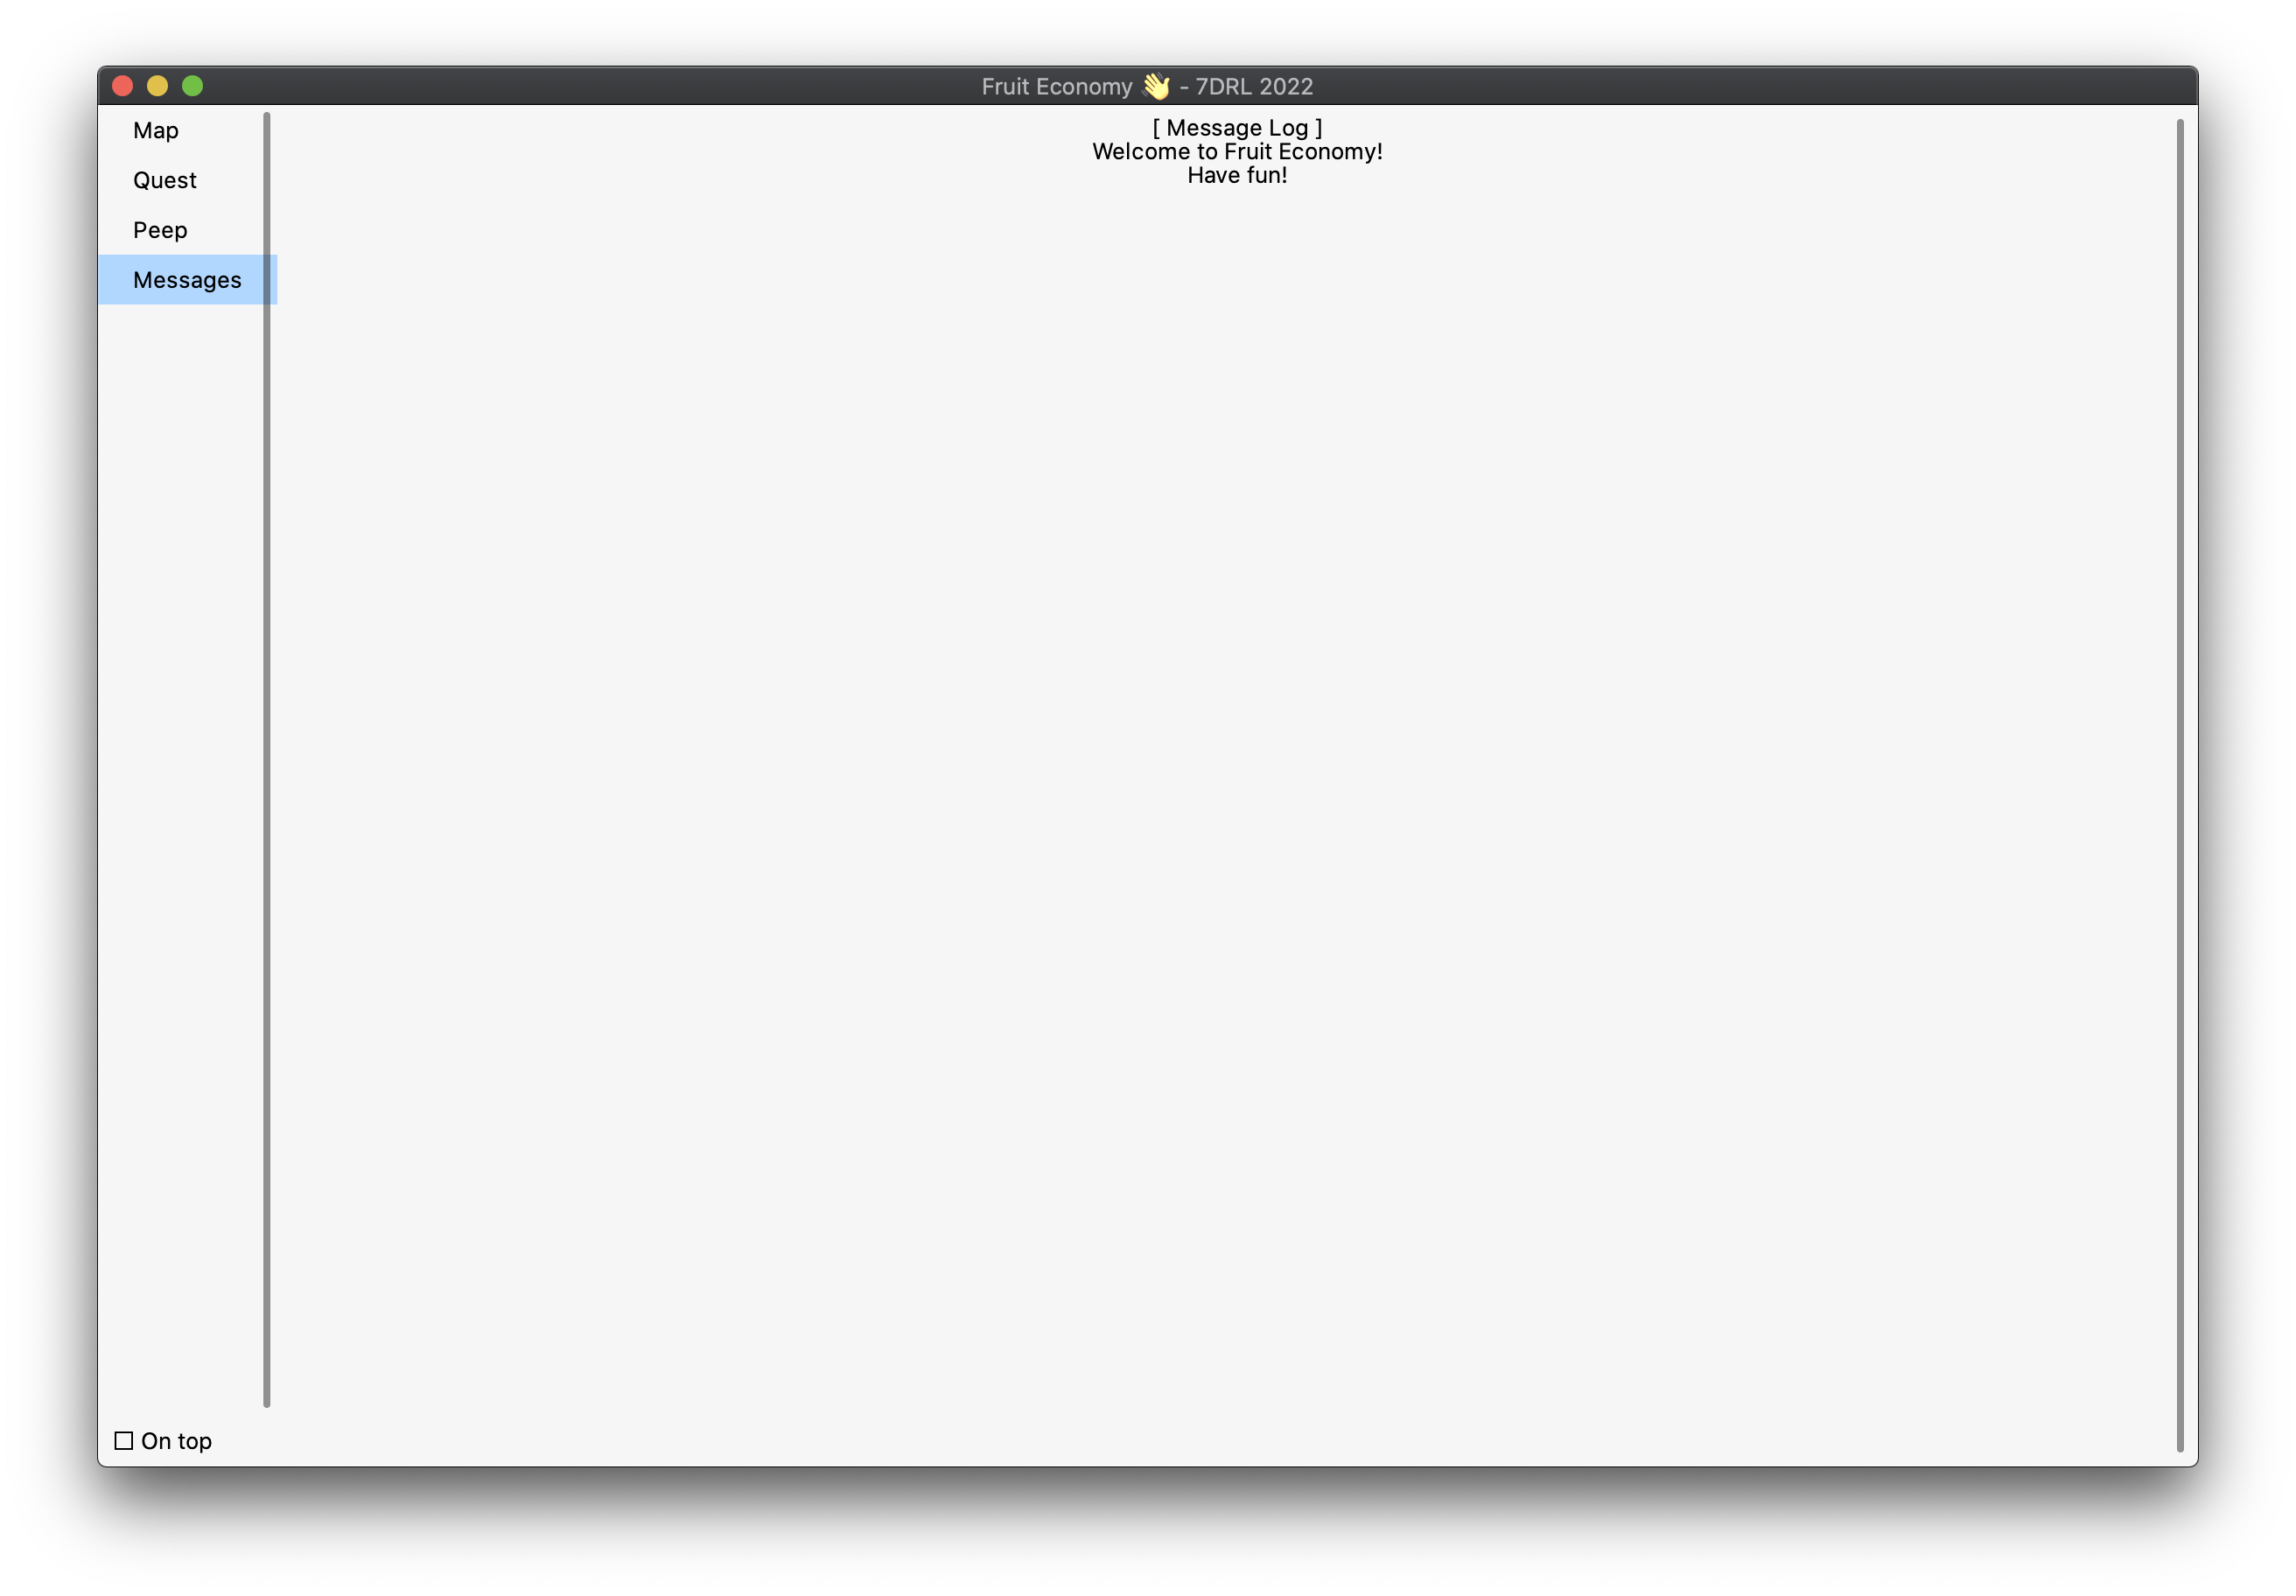 Fruit Economy 👋 - 7DRL 2022
Map
Quest
Peep
Messages
[ Message Log ]
Welcome to Fruit Economy!
Have fun!
On top